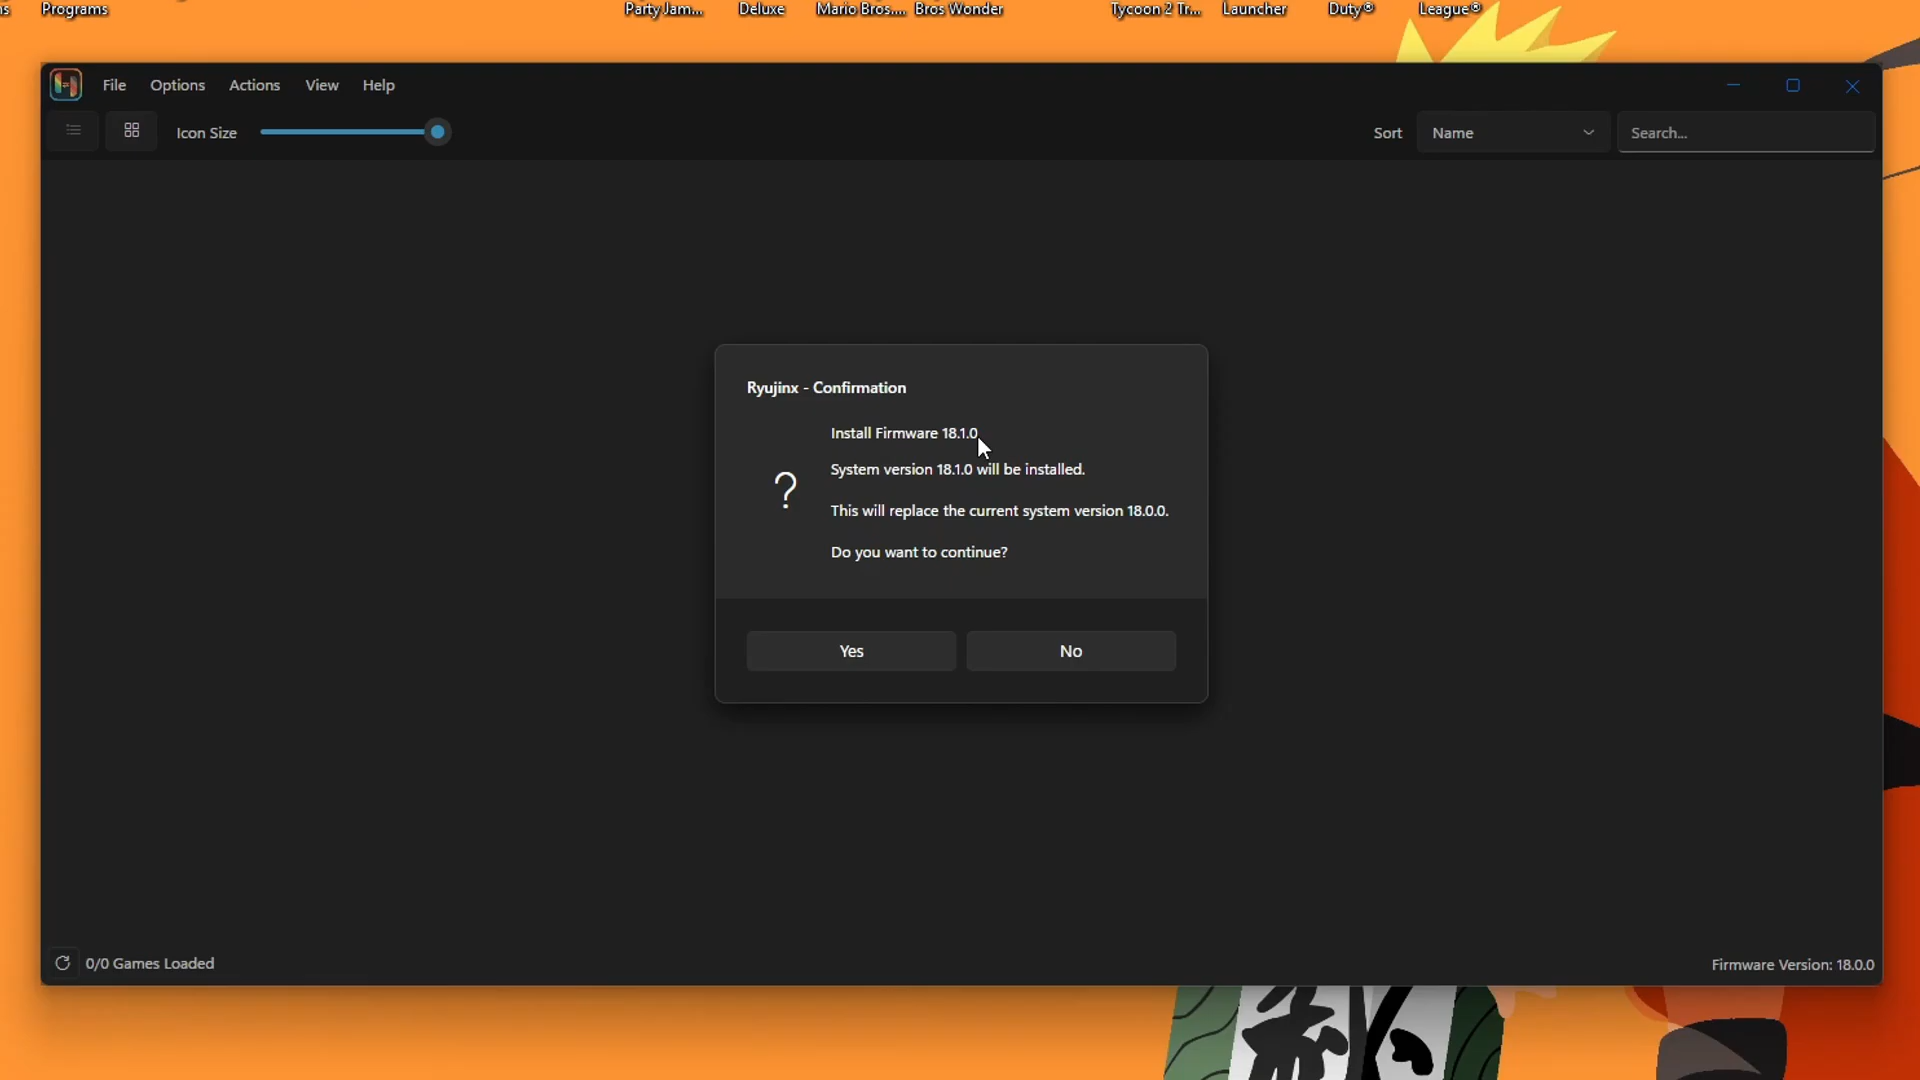 Programs
Party Jam...
Deluxe
Mario Bros....
Bros Wonder
Tycoon 2 Tr...
Launcher
Duty®
League®
File Options Actions View Help
Icon Size
Sort Name Search...
Ryujinx - Confirmation
Install Firmware 18.1.0
System version 18.1.0 will be installed.
?
This will replace the current system version 18.0.0.
Do you want to continue?
Yes No
0/0 Games Loaded
Firmware Version: 18.0.0